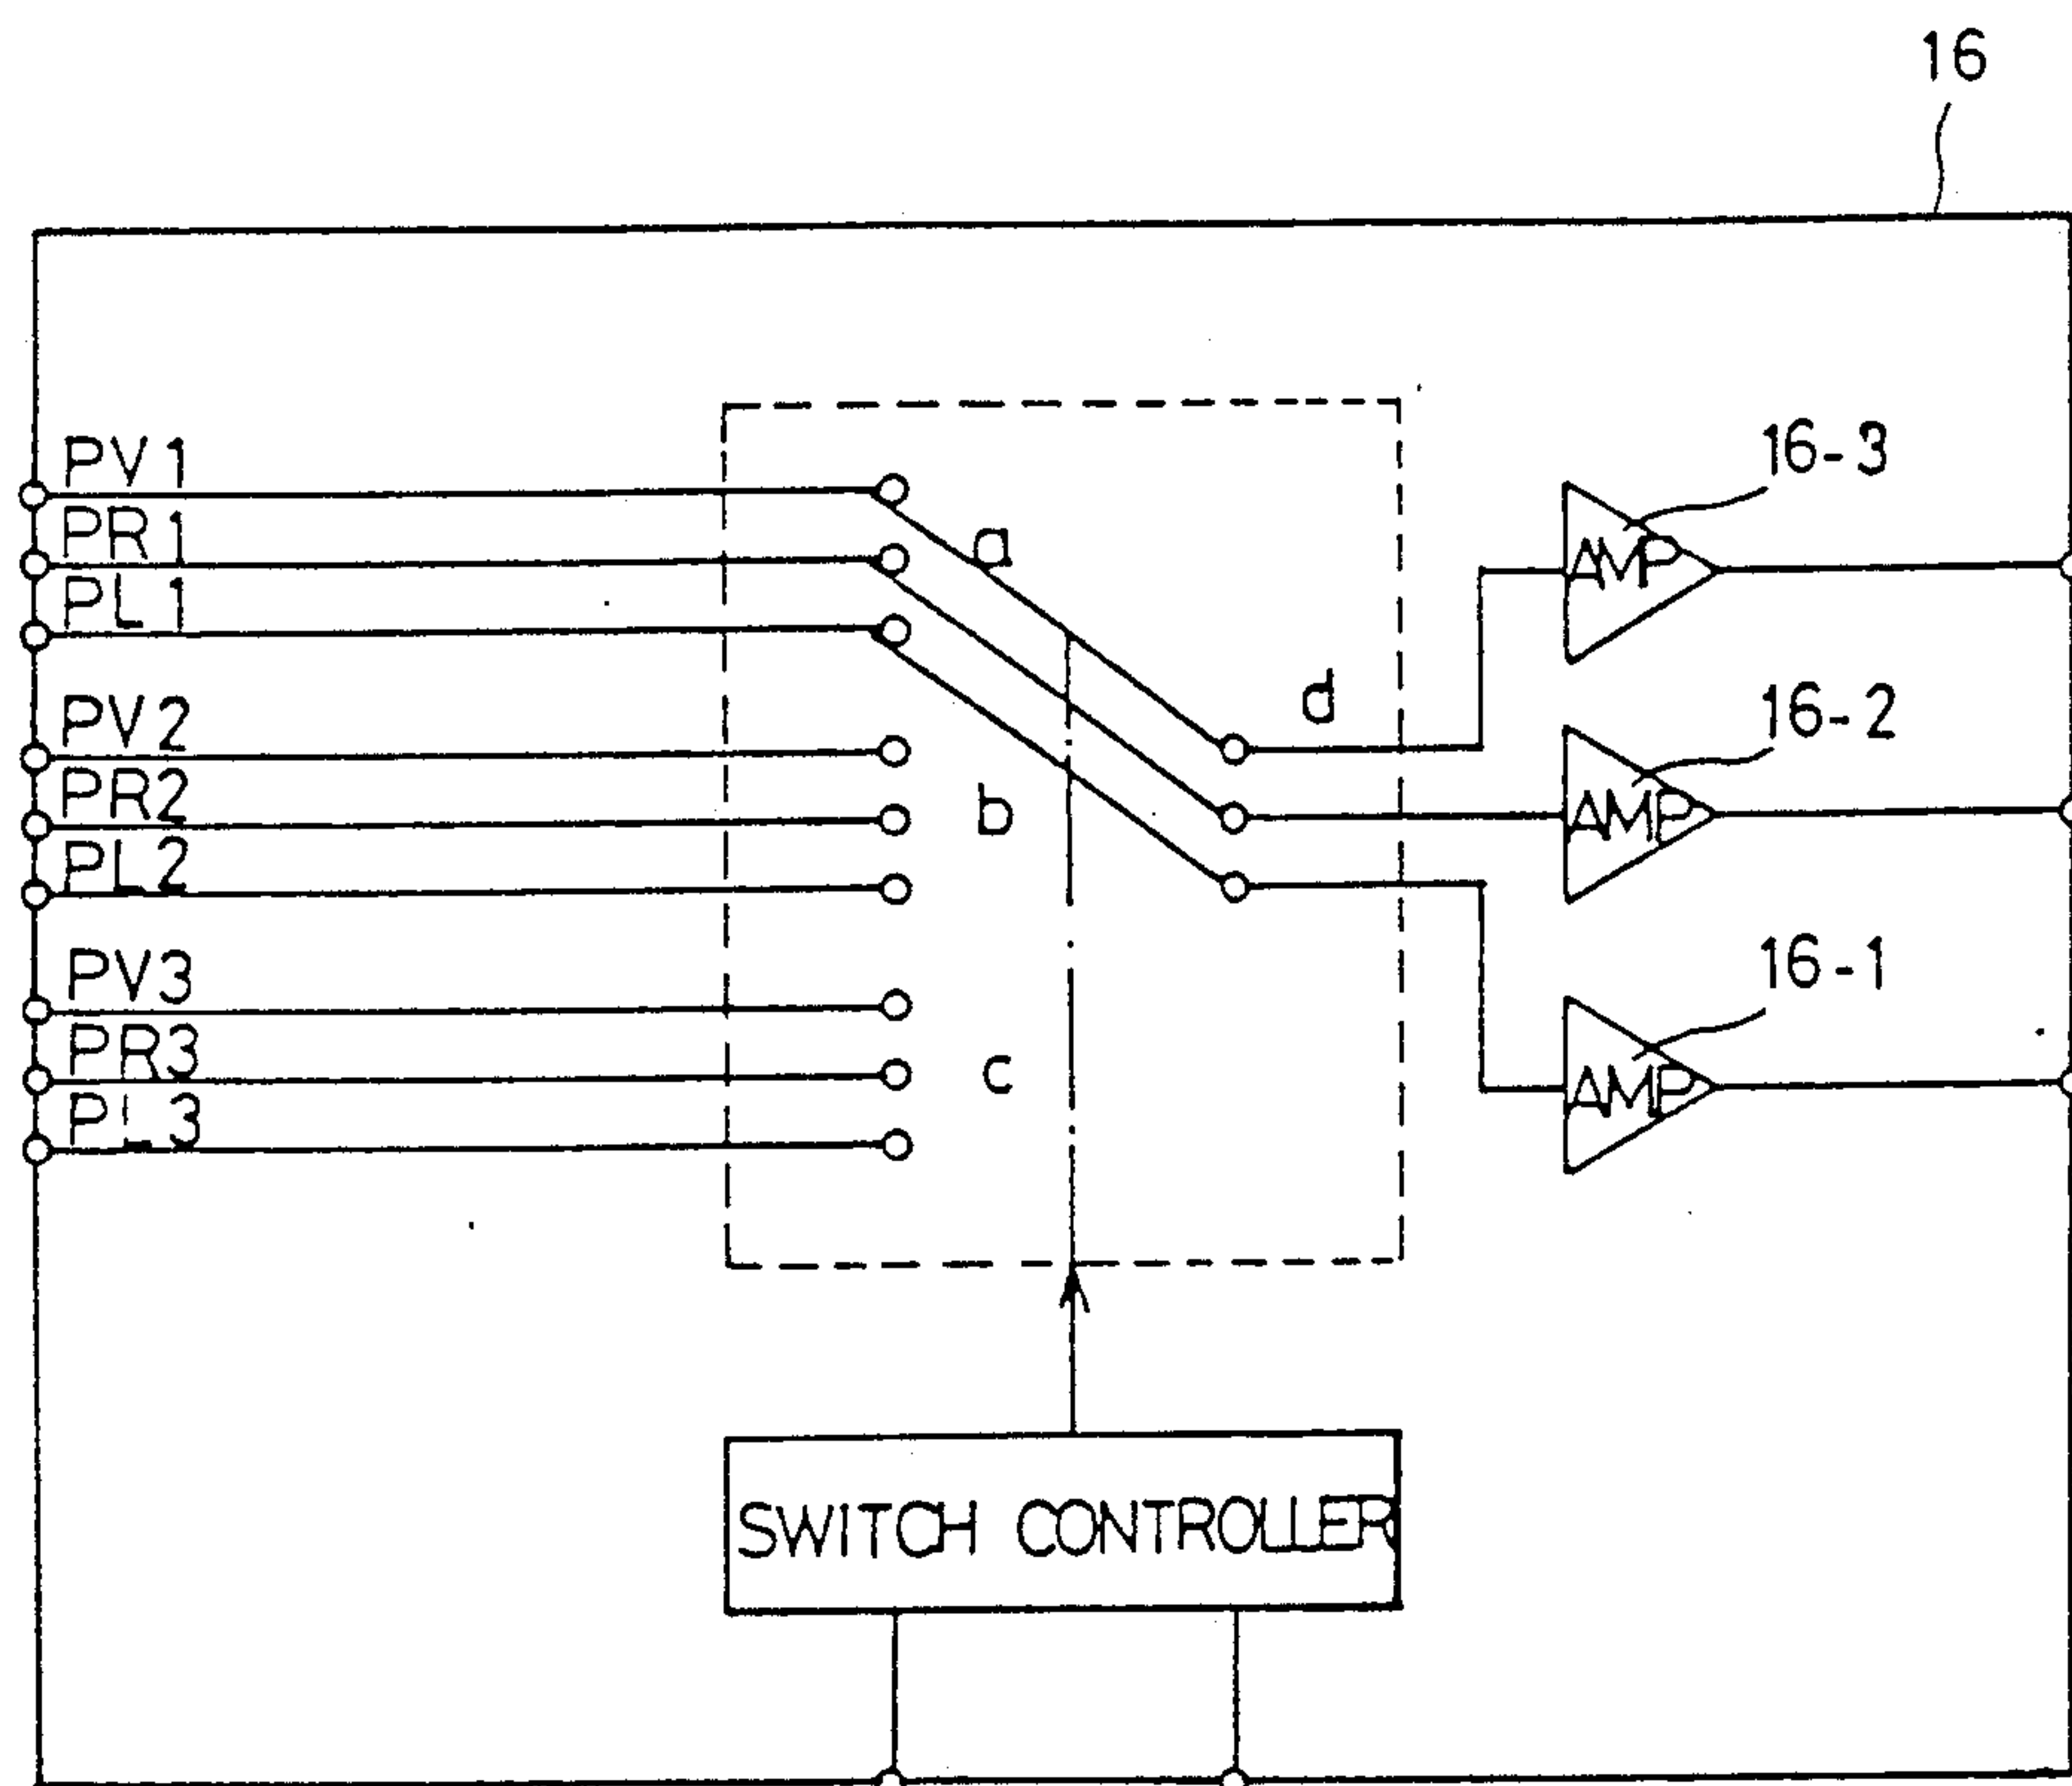 16
PV1
PR1
PL1
PV2
PR2
PL2
PV3
PR3
PL3
a
b
c
d
16-3
AMP
16-2
AMP
16-1
AMP
SWITCH CONTROLLER